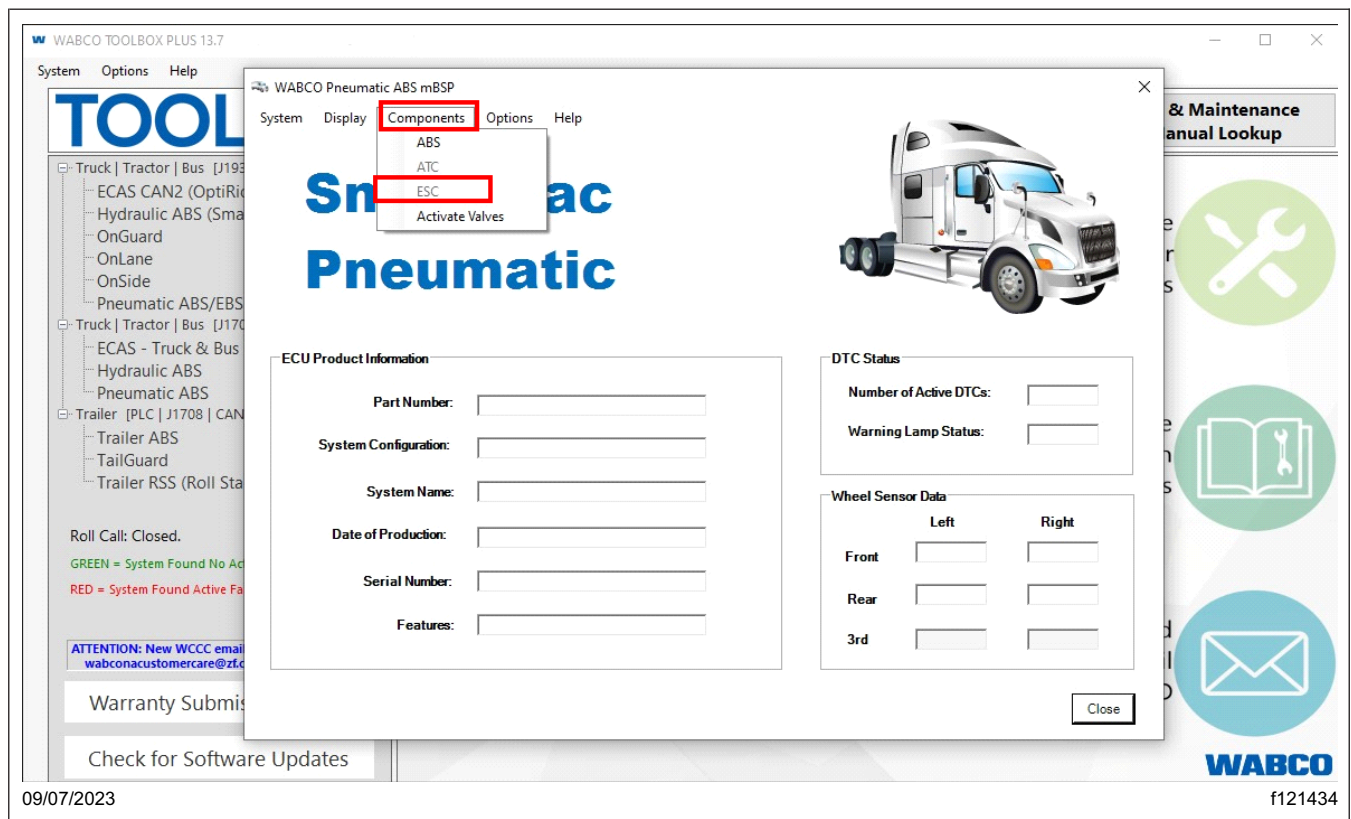 WABCO TOOLBOX PLUS 13.7
System Options Help
TOOL
& Maintenance
anual Lookup
Truck | Tractor | Bus [J193
ECAS CAN2 (OptiRic
Hydraulic ABS (Sma
OnGuard
OnLane
OnSide
Pneumatic ABS/EBS
Truck | Tractor | Bus [J170
ECAS - Truck & Bus
Hydraulic ABS
Pneumatic ABS
Trailer [PLC | J1708 | CAN
Trailer ABS
TailGuard
Trailer RSS (Roll Sta
Roll Call: Closed.
GREEN = System Found No Ac
RED = System Found Active Fa
ATTENTION: New WCCC email
wabconacustomercare@zf.c
Warranty Submis
Check for Software Updates
WABCO Pneumatic ABS mBSP
System Display Components Options Help
ABS
ATC
ESC
Activate Valves
Sm ac
Pneumatic
ECU Product Information
Part Number:
System Configuration:
System Name:
Date of Production:
Serial Number:
Features:
DTC Status
Number of Active DTCs:
Warning Lamp Status:
Wheel Sensor Data
Left Right
Front
Rear
3rd
Close
WABCO
09/07/2023 f121434